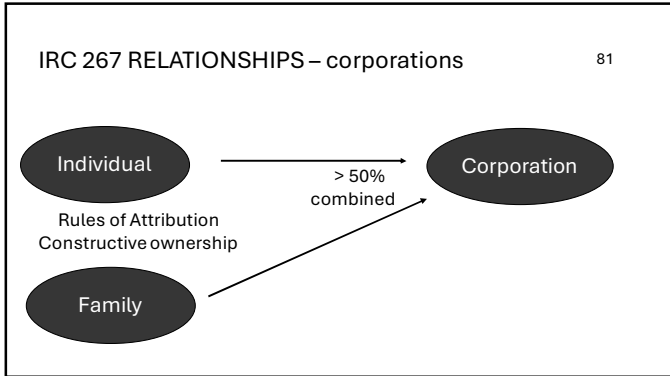 IRC 267 RELATIONSHIPS – corporations
81
Individual
> 50%
combined
Corporation
Rules of Attribution
Constructive ownership
Family